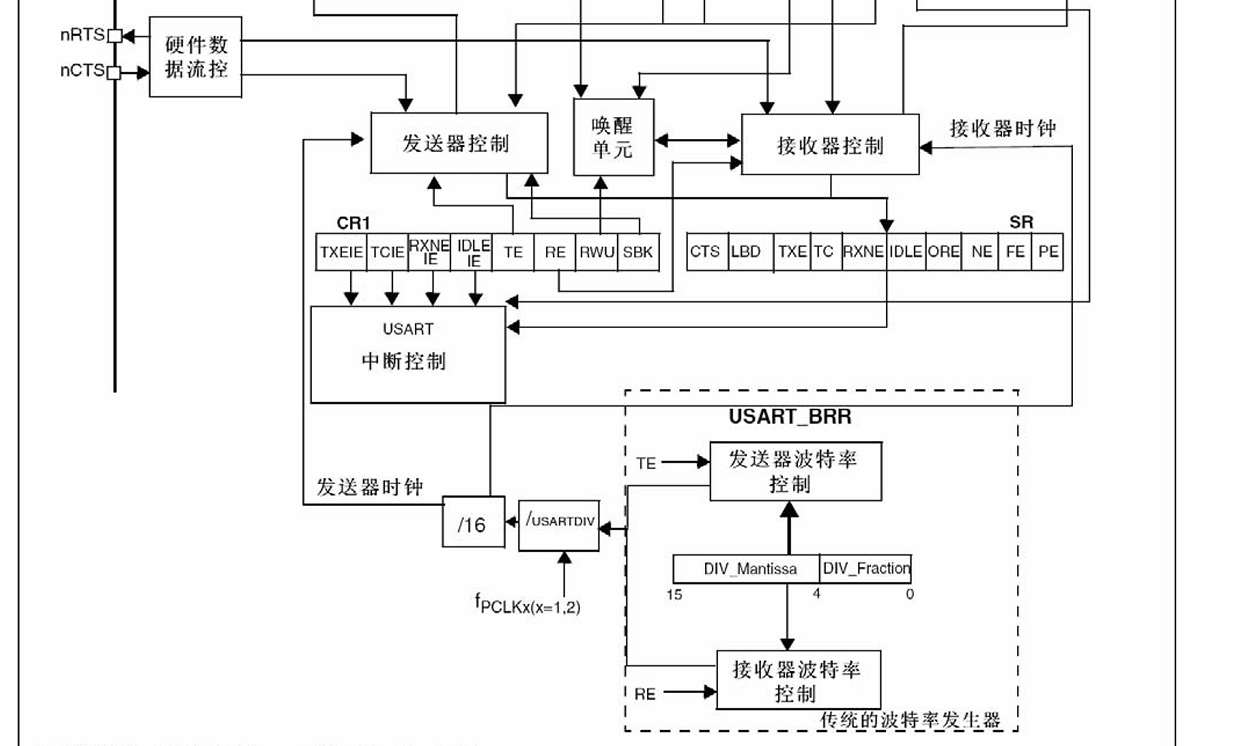 nRTS
nCTS
硬件数
据流控
发送器控制
唤醒
单元
接收器控制
接收器时钟
CR1
TXEIE TCIE RXNE IE IDLE IE TE RE RWU SBK
SR
CTS LBD TXE TC RXNE IDLE ORE NE FE PE
USART
中断控制
USART_BRR
TE
发送器波特率
控制
发送器时钟
/16
/USARTDIV
fPCLKx(x=1,2)
DIV_Mantissa DIV_Fraction
15 4 0
接收器波特率
控制
RE
传统的波特率发生器